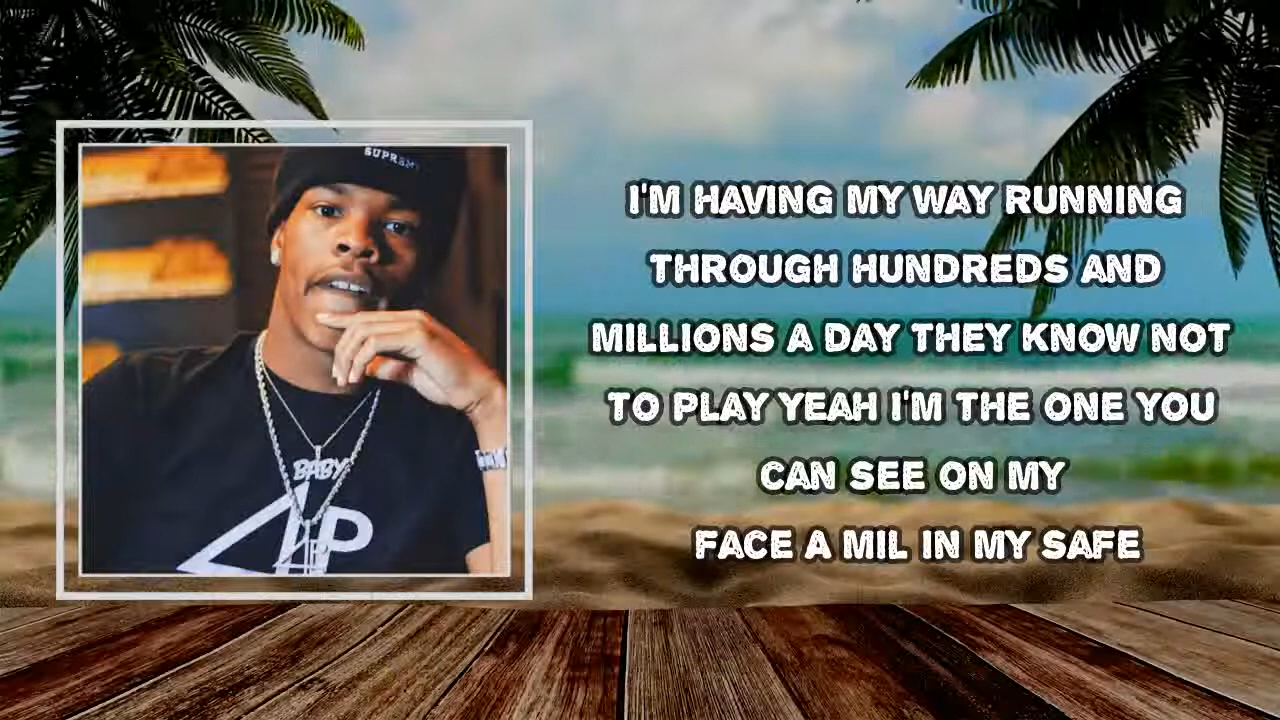 SUPREME
BABY
4P
I'M HAVING MY WAY RUNNING
THROUGH HUNDREDS AND
MILLIONS A DAY THEY KNOW NOT
TO PLAY YEAH I'M THE ONE YOU
CAN SEE ON MY
FACE A MIL IN MY SAFE